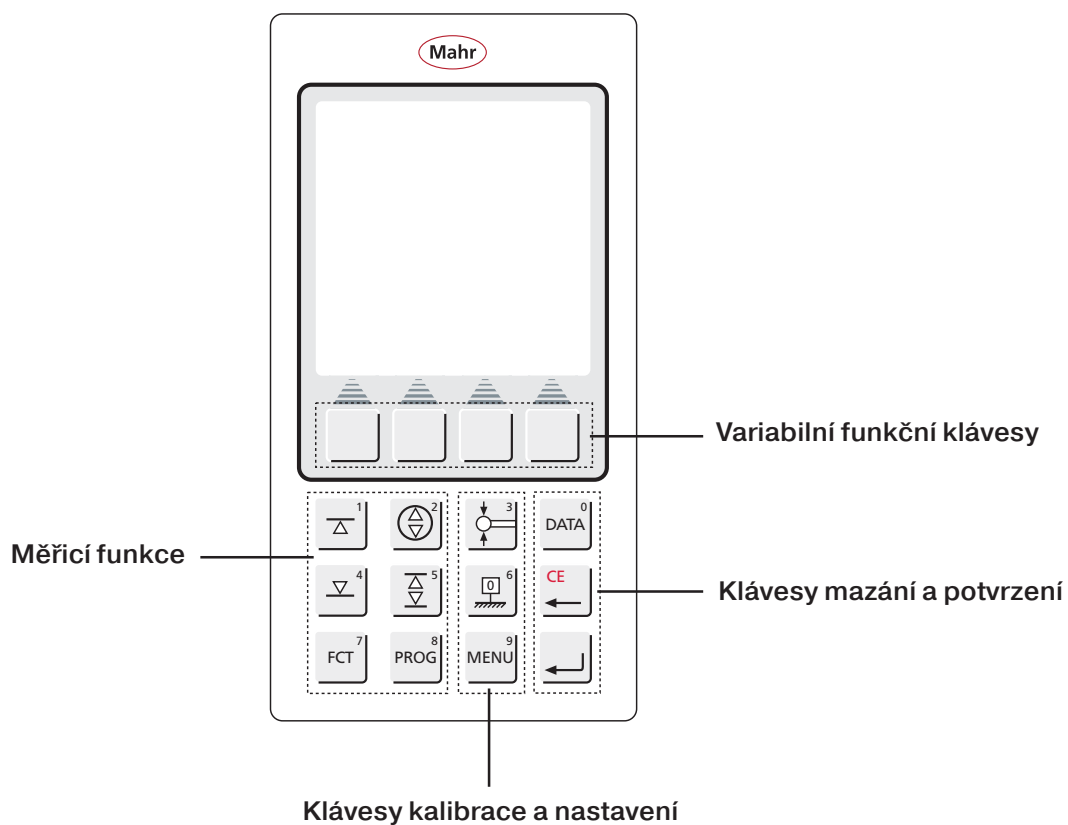 Mahr
Variabilní funkční klávesy
1
2
3
0
DATA
Měřicí funkce
4
5
0
6
CE
Klávesy mazání a potvrzení
7
FCT
8
PROG
9
MENU
Klávesy kalibrace a nastavení